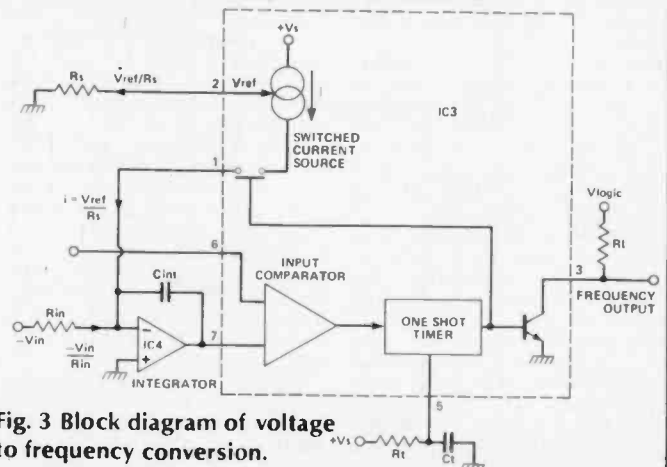 +Vs
Rs
Vref/Rs
2
Vref
I
IC3
SWITCHED
CURRENT
SOURCE
1
i = Vref
Rs
Vlogic
6
INPUT
COMPARATOR
Rl
3
Cint
FREQUENCY
OUTPUT
Rin
-Vin
-Vin
Rin
−
+
IC4
7
INTEGRATOR
ONE SHOT
TIMER
5
+Vs
Rt
Ct
Fig. 3 Block diagram of voltage
to frequency conversion.